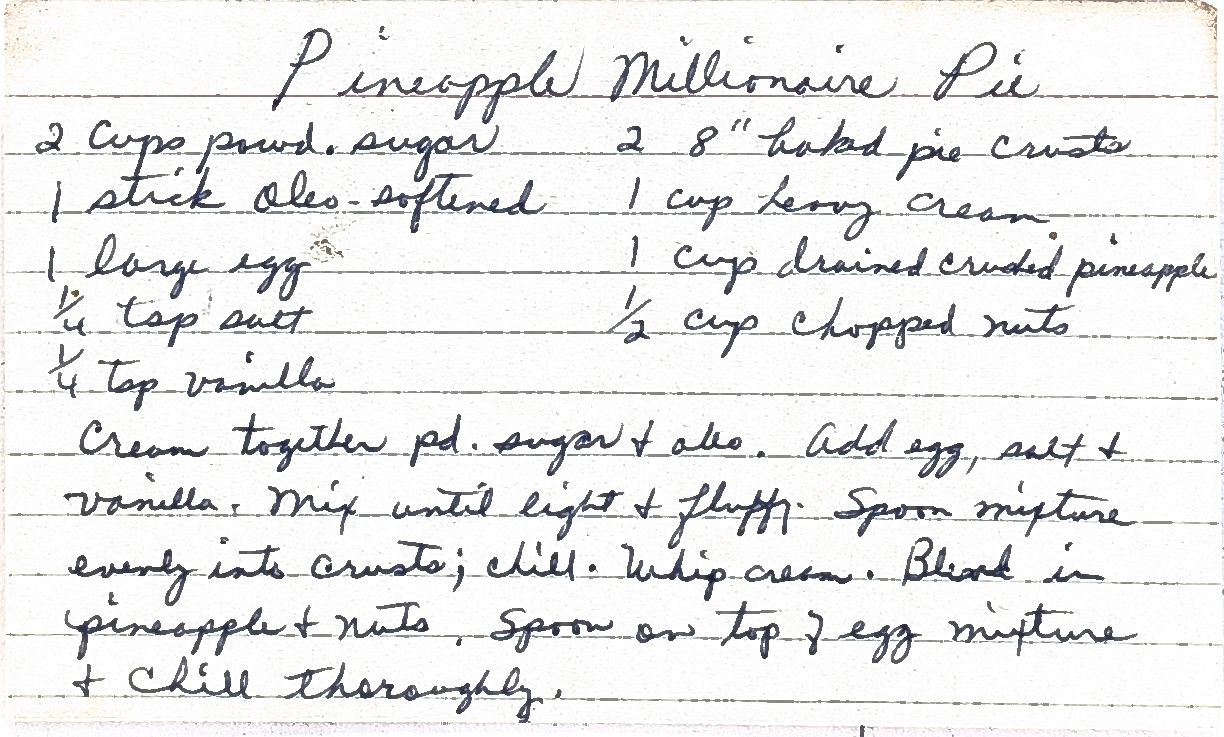 Pineapple Millionaire Pie
2 Cups powd. sugar
1 stick Oleo-softened
1 large egg
1/4 tsp salt
1/4 tsp vanilla
2 8" baked pie crusts
1 cup heavy cream
1 cup drained crushed pineapple
1/2 cup chopped nuts
Cream together pd. sugar & oleo. Add egg, salt &
vanilla. Mix until light & fluffy. Spoon mixture
evenly into crusts; chill. Whip cream. Blend in
pineapple & nuts. Spoon on top of egg mixture
& Chill thoroughly.